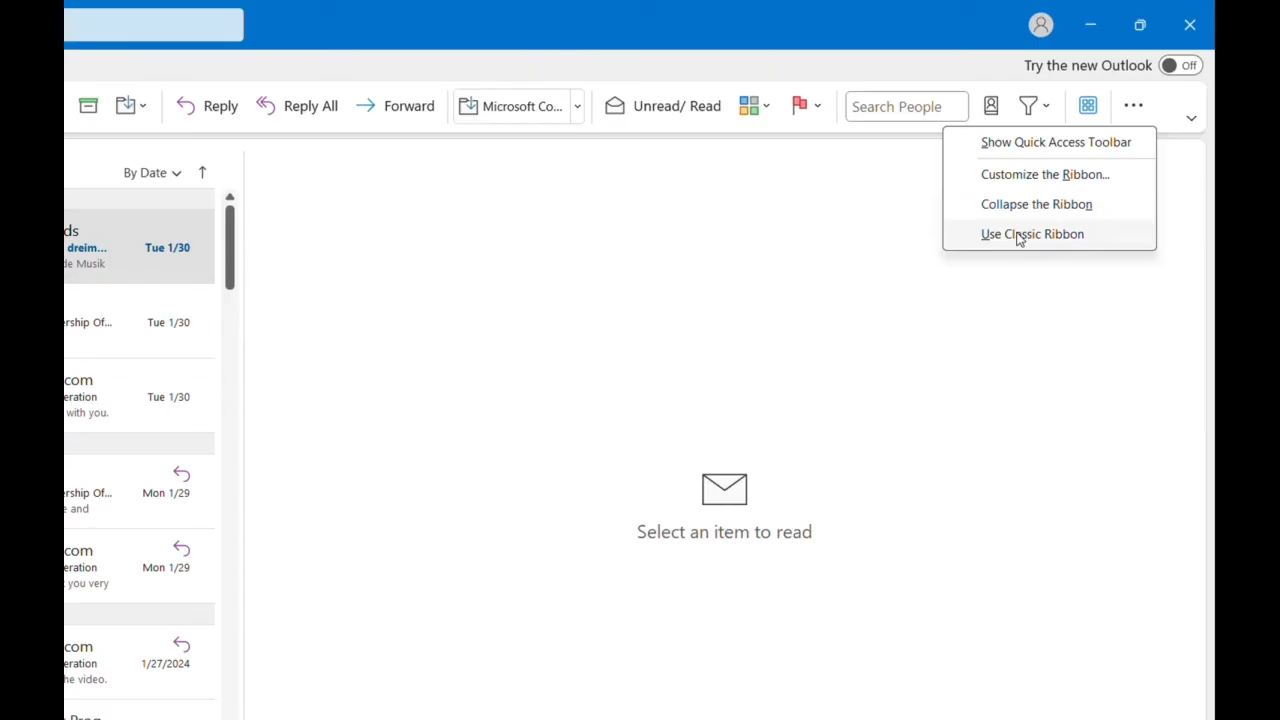 Try the new Outlook Off
Reply Reply All Forward Microsoft Co... Unread/ Read Search People
Show Quick Access Toolbar
Customize the Ribbon...
Collapse the Ribbon
Use Classic Ribbon
By Date
ds
dreim... Tue 1/30
de Musik
ership Of... Tue 1/30
com
eration Tue 1/30
with you.
ership Of... Mon 1/29
e and
com
eration Mon 1/29
you very
com
eration 1/27/2024
he video.
Select an item to read